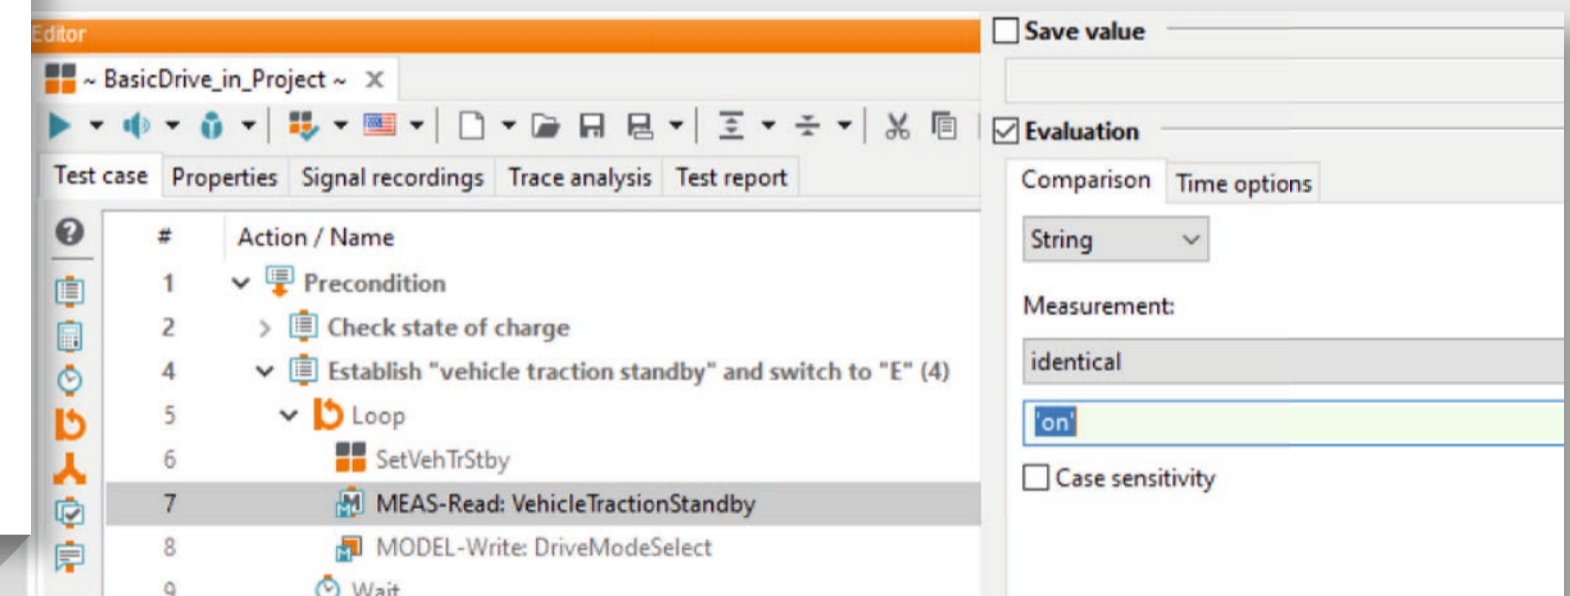 Editor
~ BasicDrive_in_Project ~
Test case Properties Signal recordings Trace analysis Test report
# Action / Name
1 Precondition
2 Check state of charge
4 Establish "vehicle traction standby" and switch to "E" (4)
5 Loop
6 SetVehTrStby
7 MEAS-Read: VehicleTractionStandby
8 MODEL-Write: DriveModeSelect
9 Wait
Save value
Evaluation
Comparison Time options
String
Measurement:
identical
'on'
Case sensitivity